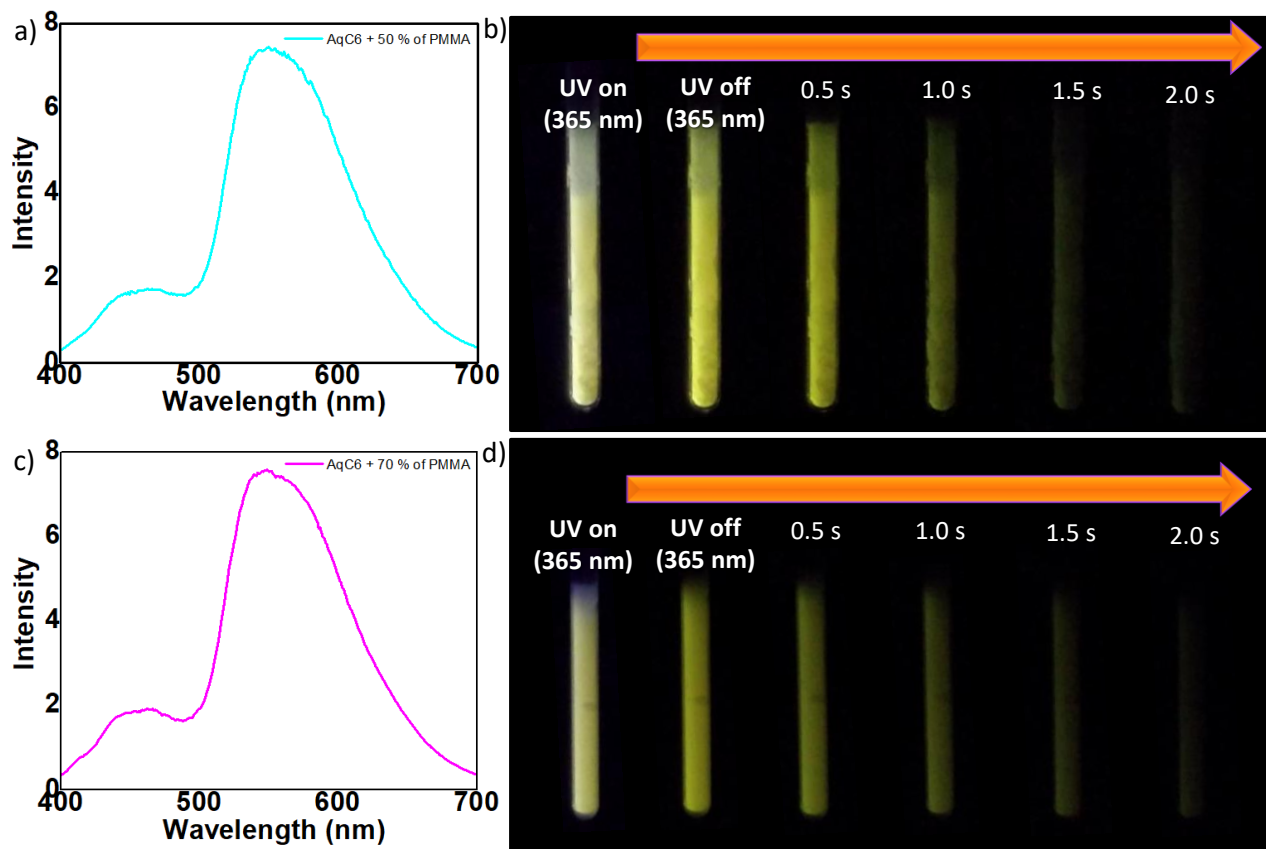 a)
AqC6 + 50 % of PMMA
8
6
4
2
0
Intensity
400 500 600 700
Wavelength (nm)
b)
UV on
(365 nm)
UV off
(365 nm)
0.5 s
1.0 s
1.5 s
2.0 s
c)
AqC6 + 70 % of PMMA
8
6
4
2
0
Intensity
400 500 600 700
Wavelength (nm)
d)
UV on
(365 nm)
UV off
(365 nm)
0.5 s
1.0 s
1.5 s
2.0 s